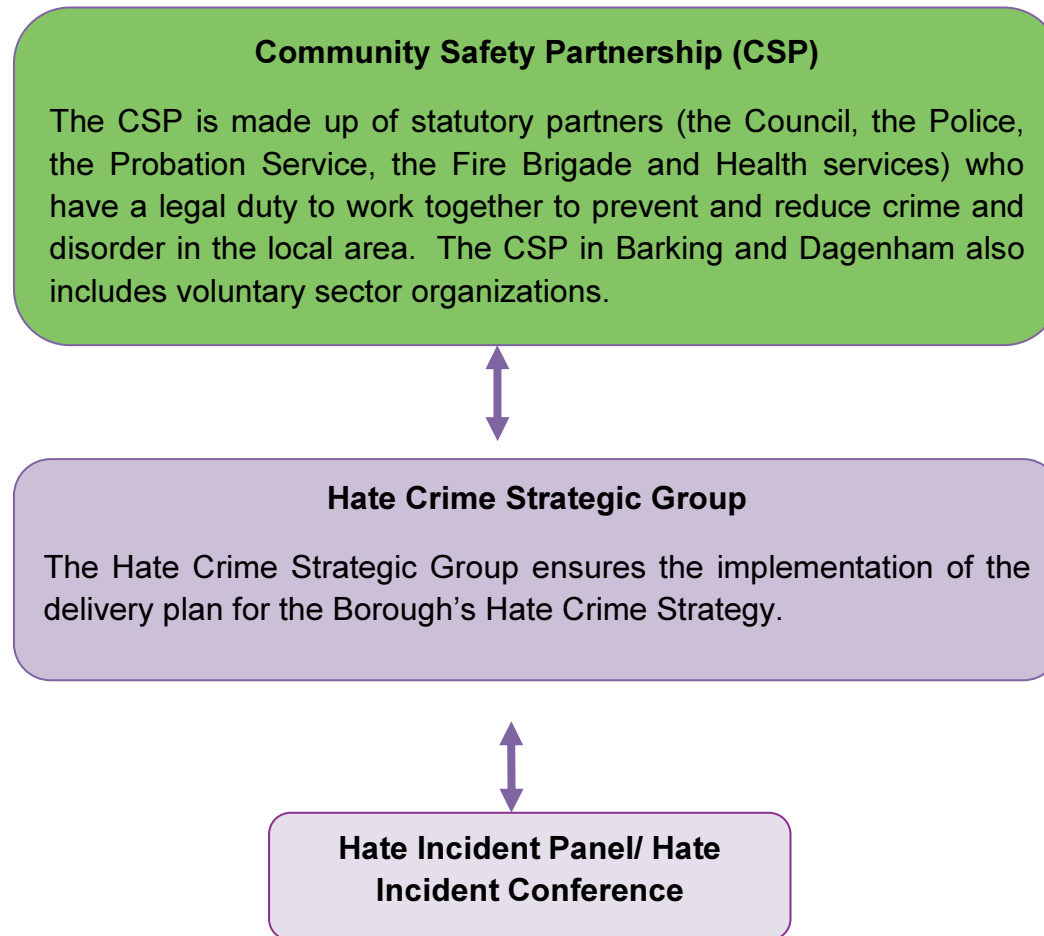 Community Safety Partnership (CSP)
The CSP is made up of statutory partners (the Council, the Police,
the Probation Service, the Fire Brigade and Health services) who
have a legal duty to work together to prevent and reduce crime and
disorder in the local area.  The CSP in Barking and Dagenham also
includes voluntary sector organizations.
Hate Crime Strategic Group
The Hate Crime Strategic Group ensures the implementation of the
delivery plan for the Borough’s Hate Crime Strategy.
Hate Incident Panel/ Hate
Incident Conference